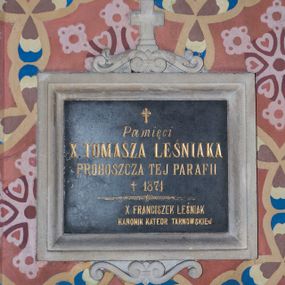 Pamięci
X. TOMASZA LEŚNIAKA
PROBOSZCZA TEJ PARAFII
† 1871
X FRANCISZEK LEŚNIAK
KANONIK KATEDR TARNOWSKIEJ